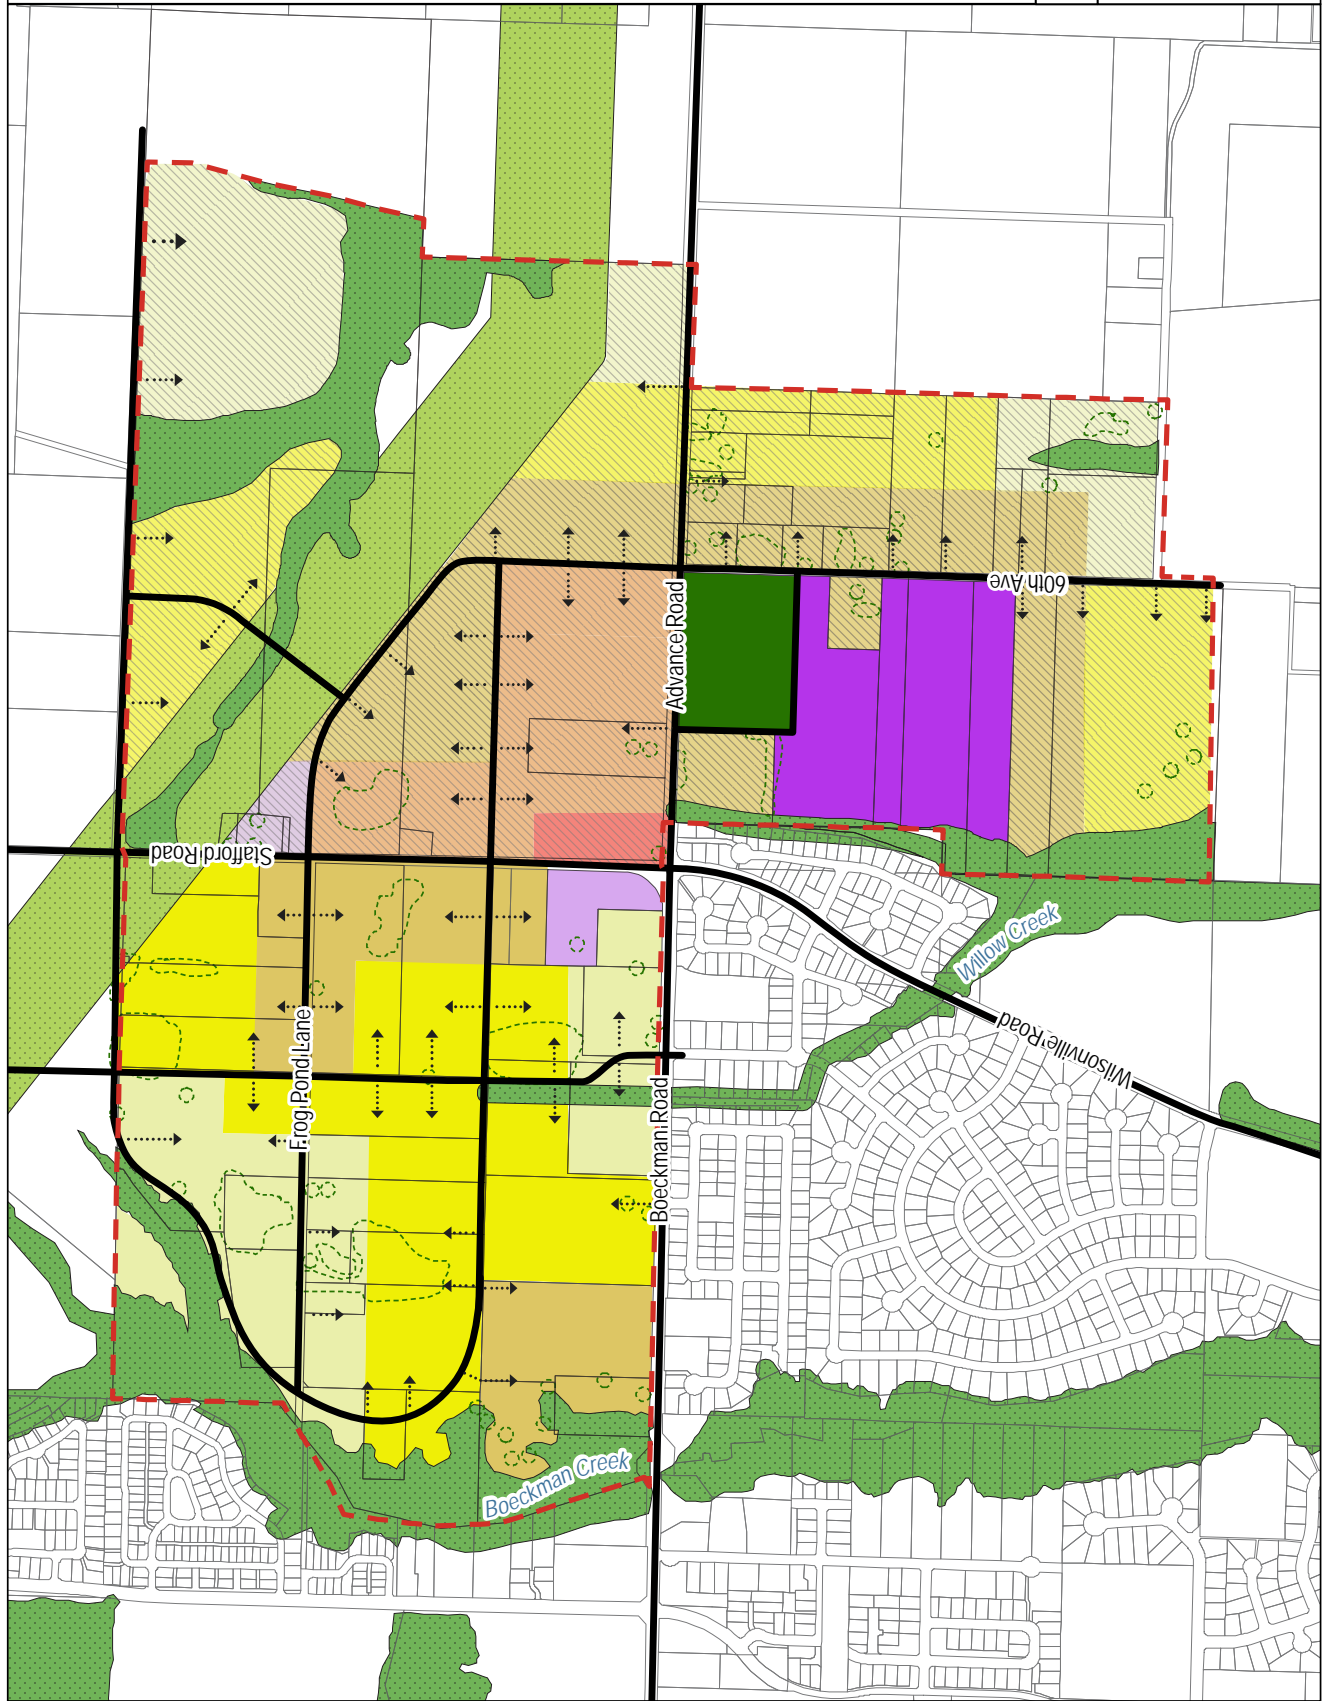 60th Ave
Advance Road
Stafford Road
Willow Creek
Frog Pond Lane
Wilsonville Road
Boeckman Road
Boeckman Creek